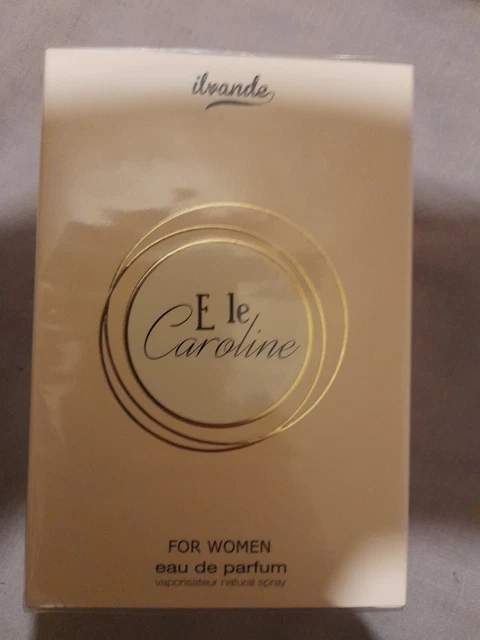 ilvande
E le
Caroline
FOR WOMEN
eau de parfum
vaporisateur natural spray